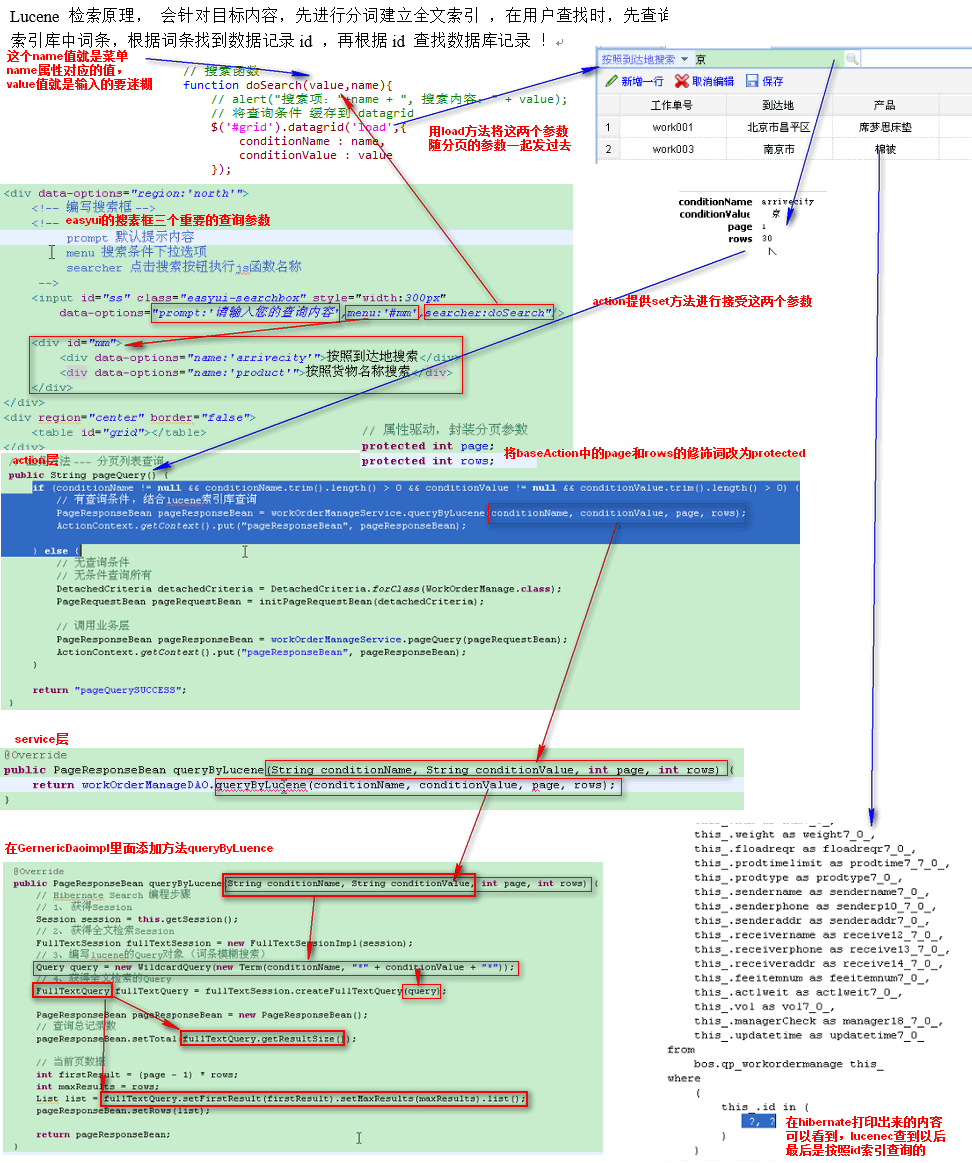 Lucene 检索原理， 会针对目标内容，先进行分词建立全文索引 ，在用户查找时，先查询
索引库中词条，根据词条找到数据记录 id ，再根据 id 查找数据库记录 ！
这个name值就是菜单
name属性对应的值，
value值就是输入的要迷糊
// 搜索函数
function doSearch(value,name){
// alert("搜索项："+name + ", 搜索内容：" + value);
// 将查询条件 缓存到 datagrid
$('#grid').datagrid('load',{
conditionName : name,
conditionValue : value
});
用load方法将这两个参数
随分页的参数一起发过去
按照到达地搜索 京
新增一行 取消编辑 保存
工作单号 到达地 产品
1 work001 北京市昌平区 席梦思床垫
2 work003 南京市 棉被
conditionName arrivecity
conditionValue 京
page 1
rows 30
action提供set方法进行接受这两个参数
<div data-options="region:'north'">
<!-- 编写搜索框 -->
<!-- easyui的搜素框三个重要的查询参数
prompt 默认提示内容
menu 搜索条件下拉选项
searcher 点击搜索按钮执行js函数名称
-->
<input id="ss" class="easyui-searchbox" style="width:300px"
data-options="prompt:'请输入您的查询内容',menu:'#mm',searcher:doSearch"/>
<div id="mm">
<div data-options="name:'arrivecity'">按照到达地搜索</div>
<div data-options="name:'product'">按照货物名称搜索</div>
</div>
</div>
<div region="center" border="false">
<table id="grid"></table>
</div>
// 属性驱动，封装分页参数
protected int page;
protected int rows;
将baseAction中的page和rows的修饰词改为protected
action层
法 --- 分页列表查询
public String pageQuery() {
if (conditionName != null && conditionName.trim().length() > 0 && conditionValue != null && conditionValue.trim().length() > 0) {
// 有查询条件，结合lucene索引库查询
PageResponseBean pageResponseBean = workOrderManageService.queryByLucene(conditionName, conditionValue, page, rows);
ActionContext.getContext().put("pageResponseBean", pageResponseBean);
} else {
// 无查询条件
// 无条件查询所有
DetachedCriteria detachedCriteria = DetachedCriteria.forClass(WorkOrderManage.class);
PageRequestBean pageRequestBean = initPageRequestBean(detachedCriteria);
// 调用业务层
PageResponseBean pageResponseBean = workOrderManageService.pageQuery(pageRequestBean);
ActionContext.getContext().put("pageResponseBean", pageResponseBean);
}
return "pageQuerySUCCESS";
}
service层
@Override
public PageResponseBean queryByLucene(String conditionName, String conditionValue, int page, int rows) {
return workOrderManageDAO.queryByLucene(conditionName, conditionValue, page, rows);
}
在GernericDaoimpl里面添加方法queryByLuence
@Override
public PageResponseBean queryByLucene(String conditionName, String conditionValue, int page, int rows) {
// Hibernate Search 编程步骤
// 1、 获得Session
Session session = this.getSession();
// 2、 获得全文检索Session
FullTextSession fullTextSession = new FullTextSessionImpl(session);
// 3、编写lucene的Query对象（词条模糊搜索）
Query query = new WildcardQuery(new Term(conditionName, "*" + conditionValue + "*"));
// 4、获得全文检索的Query
FullTextQuery fullTextQuery = fullTextSession.createFullTextQuery(query);
PageResponseBean pageResponseBean = new PageResponseBean();
// 查询总记录数
pageResponseBean.setTotal(fullTextQuery.getResultSize());
// 当前页数据
int firstResult = (page - 1) * rows;
int maxResults = rows;
List list = fullTextQuery.setFirstResult(firstResult).setMaxResults(maxResults).list();
pageResponseBean.setRows(list);
return pageResponseBean;
}
this_.weight as weight7_0_,
this_.floadreqr as floadreqr7_0_,
this_.prodtimelimit as prodtime7_7_0_,
this_.prodtype as prodtype7_0_,
this_.sendername as sendername7_0_,
this_.senderphone as senderp10_7_0_,
this_.senderaddr as senderaddr7_0_,
this_.receivername as receive12_7_0_,
this_.receiverphone as receive13_7_0_,
this_.receiveraddr as receive14_7_0_,
this_.feeitemnum as feeitemnum7_0_,
this_.actlweit as actlweit7_0_,
this_.vol as vol7_0_,
this_.managerCheck as manager18_7_0_,
this_.updatetime as updatetime7_0_
from
bos.qp_workordermanage this_
where
(
this_.id in (
?, ?
)
)
在hibernate打印出来的内容
可以看到，lucenec查到以后
最后是按照id索引查询的